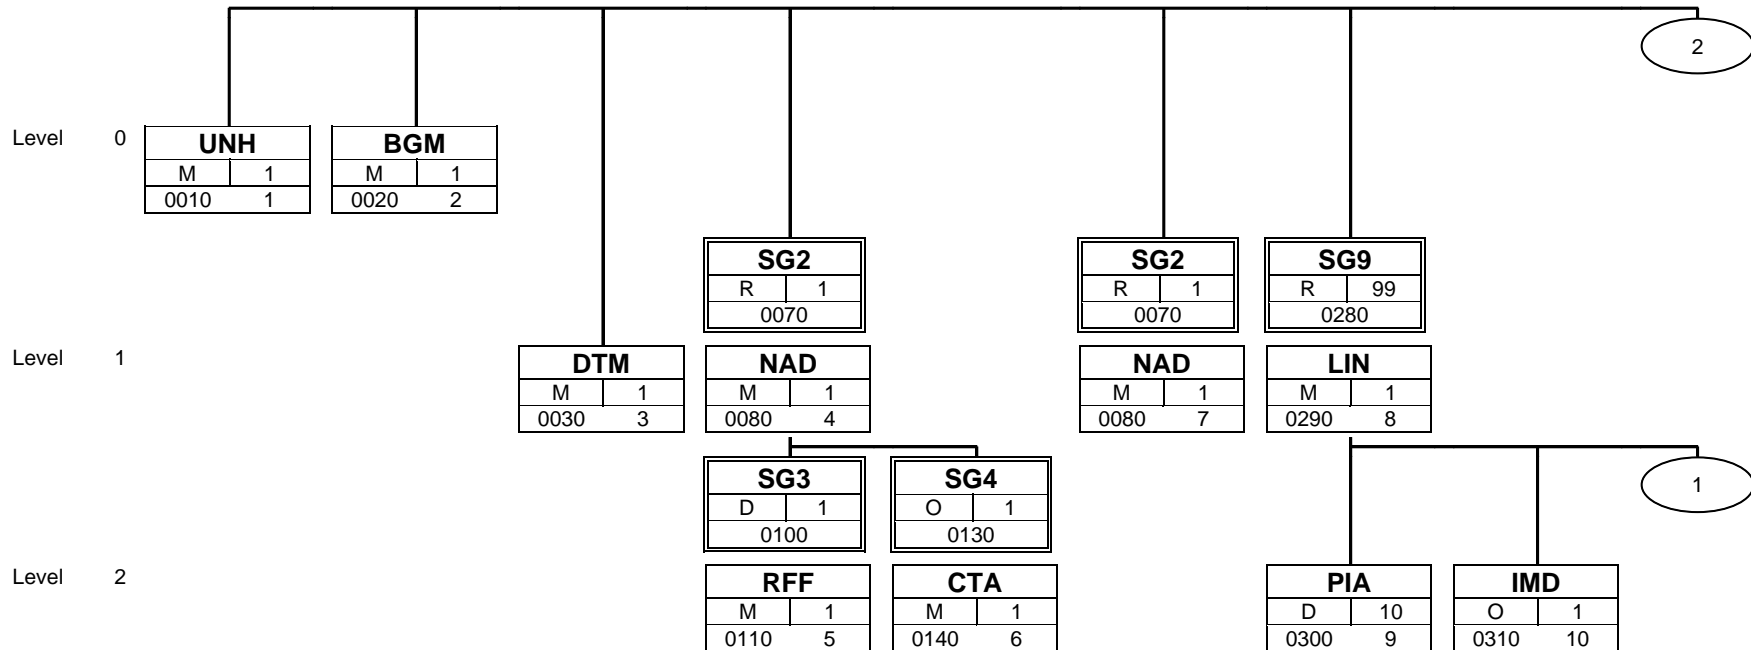 2
Level 0
UNH BGM
M 1 M 1
0010 1 0020 2
SG2 SG2 SG9
R 1 R 1 R 99
0070 0070 0280
Level 1
DTM NAD NAD LIN
M 1 M 1 M 1 M 1
0030 3 0080 4 0080 7 0290 8
SG3 SG4 1
D 1 O 1
0100 0130
Level 2
RFF CTA PIA IMD
M 1 M 1 D 10 O 1
0110 5 0140 6 0300 9 0310 10